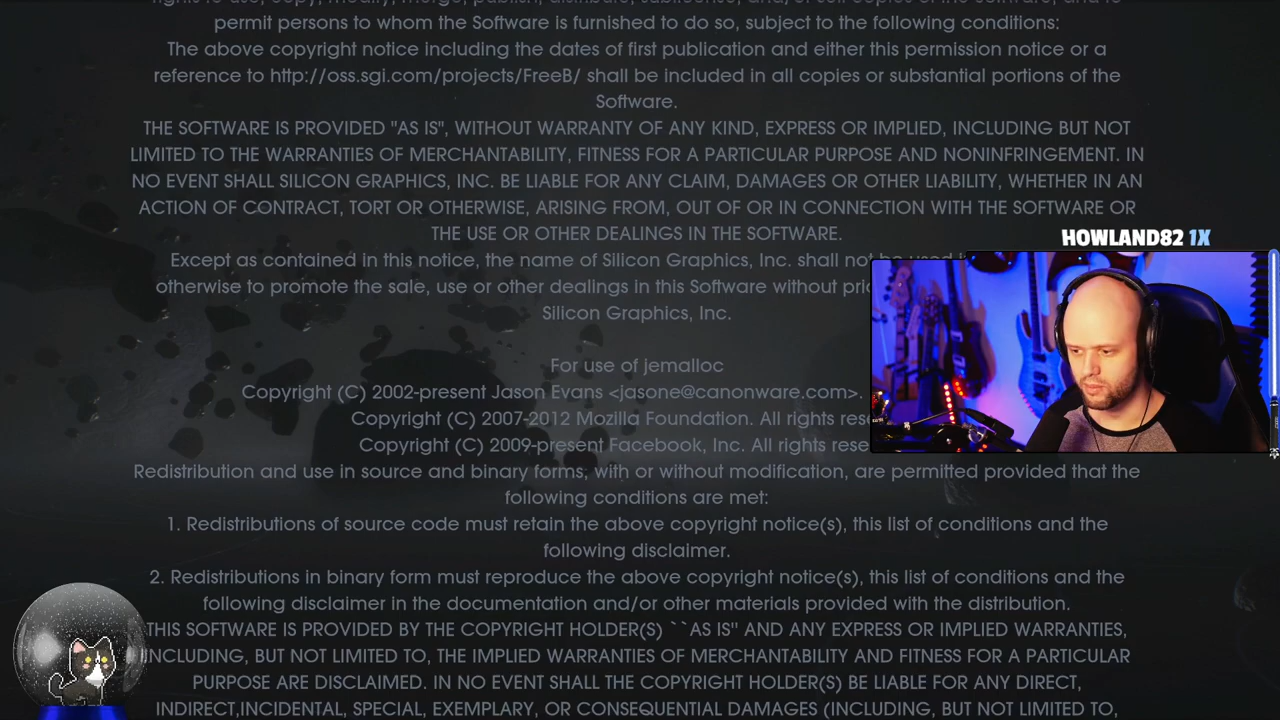 permit persons to whom the Software is furnished to do so, subject to the following conditions:
The above copyright notice including the dates of first publication and either this permission notice or a
reference to http://oss.sgi.com/projects/FreeB/ shall be included in all copies or substantial portions of the
Software.
THE SOFTWARE IS PROVIDED "AS IS", WITHOUT WARRANTY OF ANY KIND, EXPRESS OR IMPLIED, INCLUDING BUT NOT
LIMITED TO THE WARRANTIES OF MERCHANTABILITY, FITNESS FOR A PARTICULAR PURPOSE AND NONINFRINGEMENT. IN
NO EVENT SHALL SILICON GRAPHICS, INC. BE LIABLE FOR ANY CLAIM, DAMAGES OR OTHER LIABILITY, WHETHER IN AN
ACTION OF CONTRACT, TORT OR OTHERWISE, ARISING FROM, OUT OF OR IN CONNECTION WITH THE SOFTWARE OR
THE USE OR OTHER DEALINGS IN THE SOFTWARE.
HOWLAND82 1X
Except as contained in this notice, the name of Silicon Graphics, Inc. shall not be used
otherwise to promote the sale, use or other dealings in this Software without
Silicon Graphics, Inc.
For use of jemalloc
Copyright (C) 2002-present Jason Evans <jasone@canonware.com>.
Copyright (C) 2007-2012 Mozilla Foundation. All rights
Copyright (C) 2009-present Facebook, Inc. All rights
Redistribution and use in source and binary forms, with or without modification, are permitted provided that the
following conditions are met:
1. Redistributions of source code must retain the above copyright notice(s), this list of conditions and the
following disclaimer.
2. Redistributions in binary form must reproduce the above copyright notice(s), this list of conditions and the
following disclaimer in the documentation and/or other materials provided with the distribution.
THIS SOFTWARE IS PROVIDED BY THE COPYRIGHT HOLDER(S) ``AS IS'' AND ANY EXPRESS OR IMPLIED WARRANTIES,
INCLUDING, BUT NOT LIMITED TO, THE IMPLIED WARRANTIES OF MERCHANTABILITY AND FITNESS FOR A PARTICULAR
PURPOSE ARE DISCLAIMED. IN NO EVENT SHALL THE COPYRIGHT HOLDER(S) BE LIABLE FOR ANY DIRECT,
INDIRECT,INCIDENTAL, SPECIAL, EXEMPLARY, OR CONSEQUENTIAL DAMAGES (INCLUDING, BUT NOT LIMITED TO,